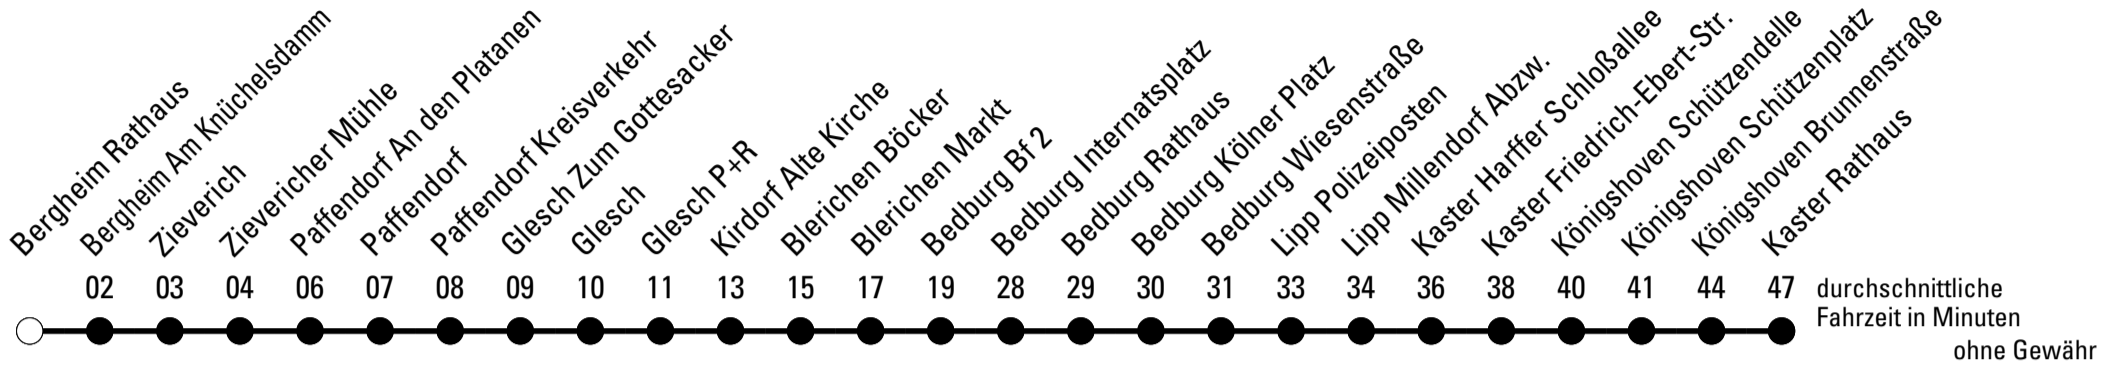 Bergheim Rathaus
Bergheim Am Knüchelsdamm
Zieverich
Zievericher Mühle
Paffendorf An den Platanen
Paffendorf
Paffendorf Kreisverkehr
Glesch Zum Gottesacker
Glesch
Glesch P+R
Kirdorf Alte Kirche
Blerichen Böcker
Blerichen Markt
Bedburg Bf 2
Bedburg Internatsplatz
Bedburg Rathaus
Bedburg Kölner Platz
Bedburg Wiesenstraße
Lipp Polizeiposten
Lipp Millendorf Abzw.
Kaster Harffer Schloßallee
Kaster Friedrich-Ebert-Str.
Königshoven Schützendelle
Königshoven Schützenplatz
Königshoven Brunnenstraße
Kaster Rathaus
02 03 04 06 07 08 09 10 11 13 15 17 19 28 29 30 31 33 34 36 38 40 41 44 47
durchschnittliche
Fahrzeit in Minuten
ohne Gewähr